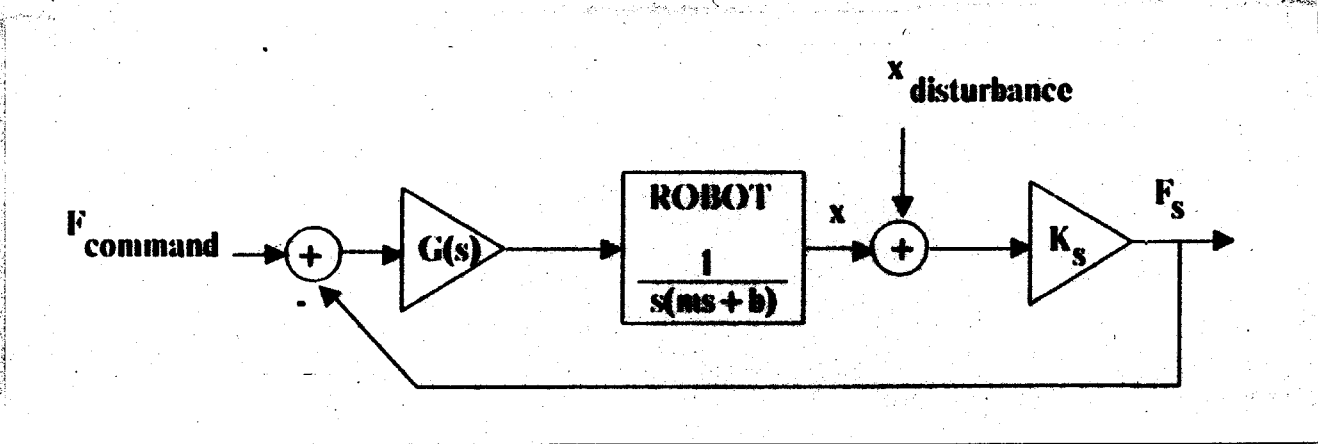 x disturbance
F command
+
-
G(s)
ROBOT
1
s(ms + b)
x
+
K s
F s